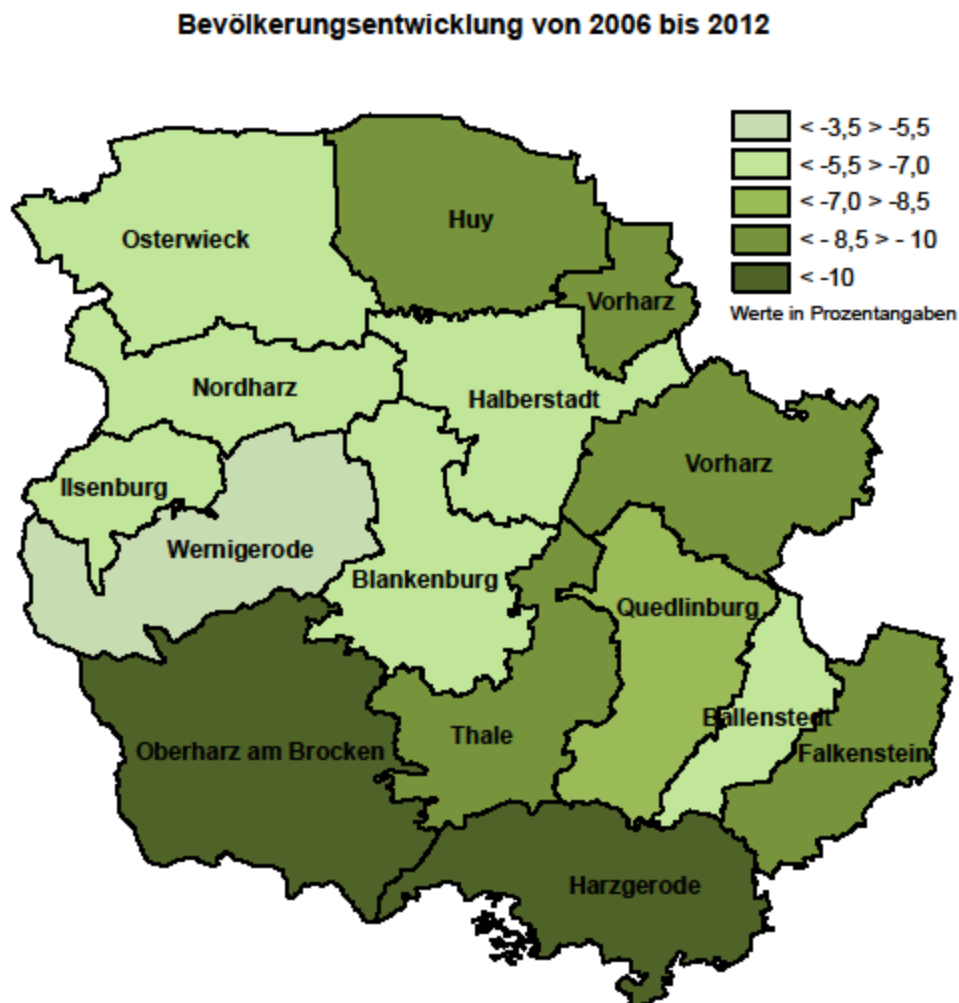 Bevölkerungsentwicklung von 2006 bis 2012
< -3,5 > -5,5
< -5,5 > -7,0
< -7,0 > -8,5
< - 8,5 > - 10
< -10
Werte in Prozentangaben
Huy
Osterwieck
Vorharz
Nordharz
Halberstadt
Vorharz
Ilsenburg
Wernigerode
Blankenburg
Quedlinburg
Ballenstedt
Thale
Oberharz am Brocken
Falkenstein
Harzgerode